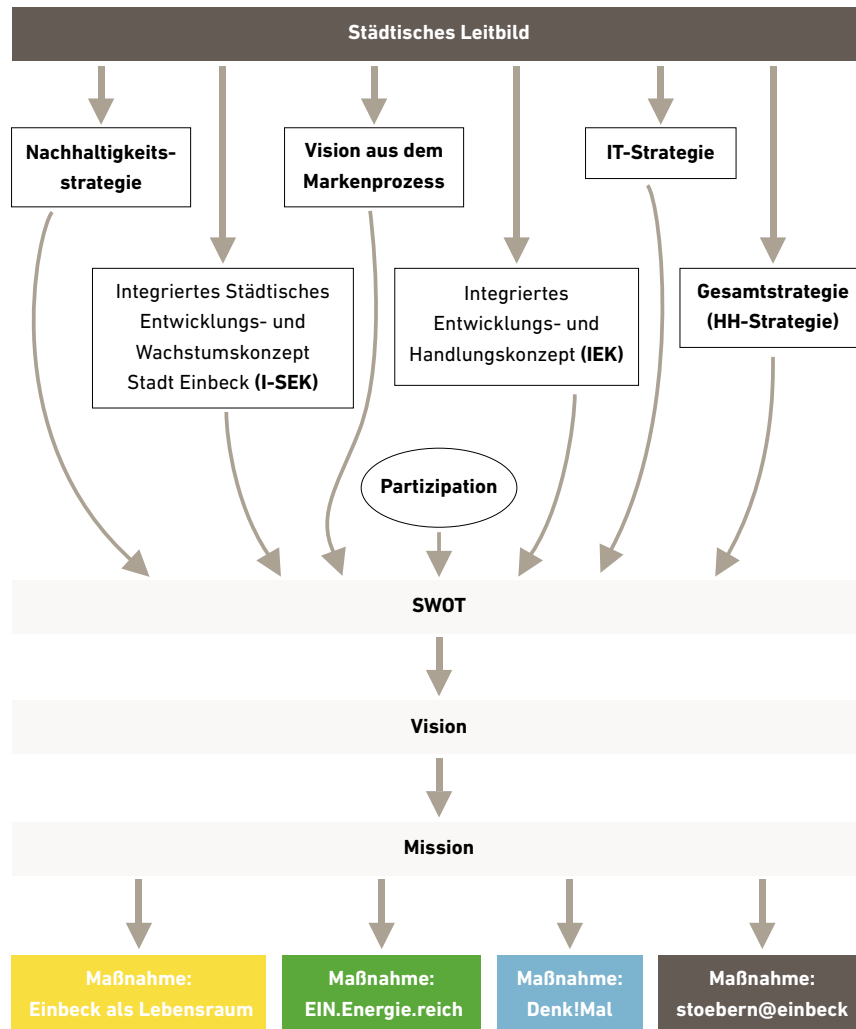 Städtisches Leitbild
Nachhaltigkeits-
strategie
Vision aus dem
Markenprozess
IT-Strategie
Integriertes Städtisches
Entwicklungs- und
Wachstumskonzept
Stadt Einbeck (I-SEK)
Integriertes
Entwicklungs- und
Handlungskonzept (IEK)
Gesamtstrategie
(HH-Strategie)
Partizipation
SWOT
Vision
Mission
Maßnahme:
Einbeck als Lebensraum
Maßnahme:
EIN.Energie.reich
Maßnahme:
Denk!Mal
Maßnahme:
stoebern@einbeck